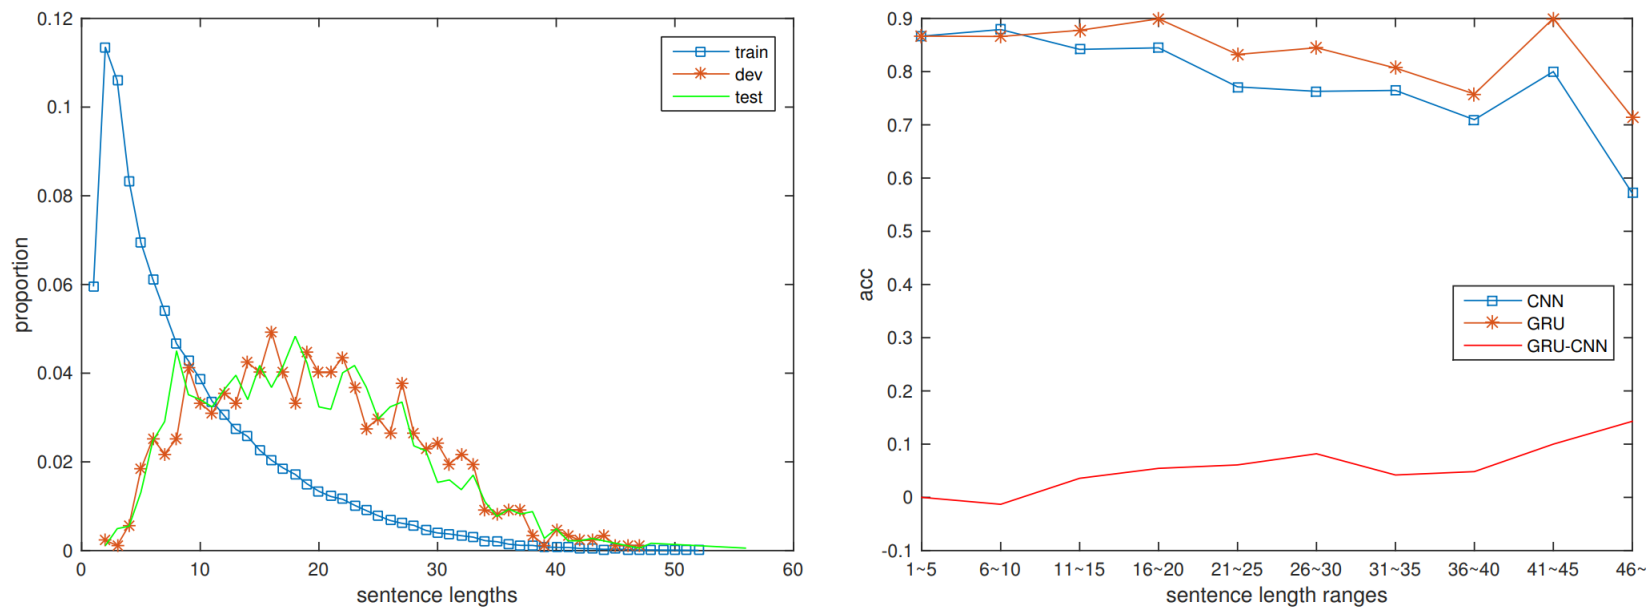 0.12
0.1
0.08
0.06
0.04
0.02
0
proportion
train
dev
test
0 10 20 30 40 50 60
sentence lengths
0.9
0.8
0.7
0.6
0.5
0.4
0.3
0.2
0.1
0
-0.1
acc
CNN
GRU
GRU-CNN
1~5 6~10 11~15 16~20 21~25 26~30 31~35 36~40 41~45 46~
sentence length ranges